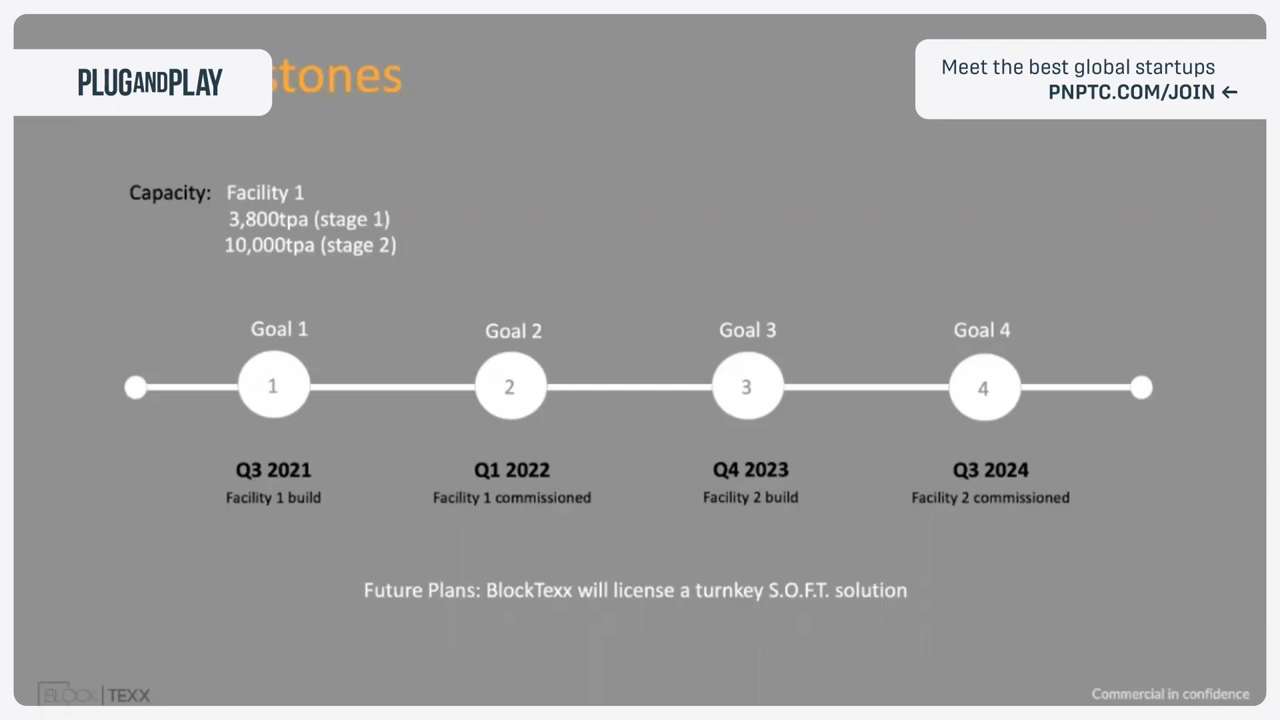 PLUGANDPLAY
stones
Meet the best global startups
PNPTC.COM/JOIN ←
Capacity: Facility 1
3,800tpa (stage 1)
10,000tpa (stage 2)
Goal 1
Goal 2
Goal 3
Goal 4
1
2
3
4
Q3 2021
Q1 2022
Q4 2023
Q3 2024
Facility 1 build
Facility 1 commissioned
Facility 2 build
Facility 2 commissioned
Future Plans: BlockTexx will license a turnkey S.O.F.T. solution
BLOCK|TEXX
Commercial in confidence